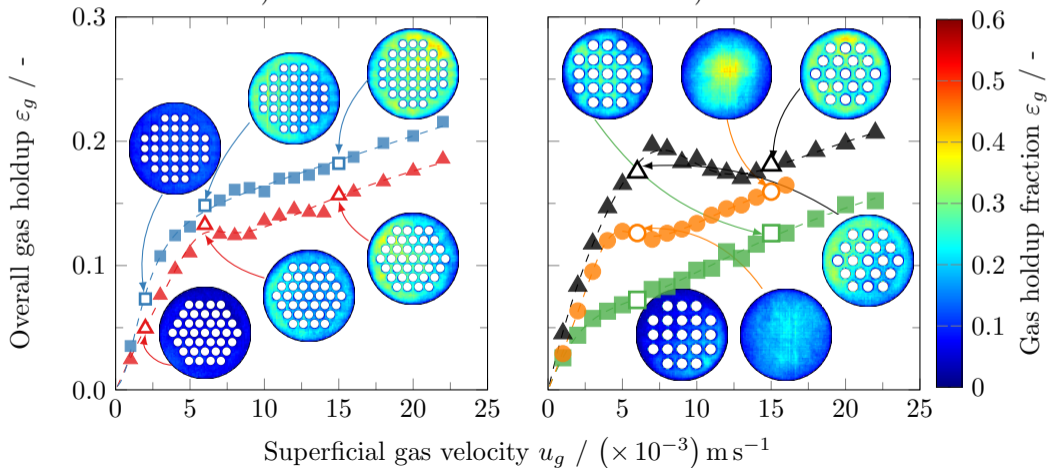 Overall gas holdup ε_g / -
0.3
0.2
0.1
0.0
0 5 10 15 20 25
0 5 10 15 20 25
Superficial gas velocity u_g / (×10⁻³) m s⁻¹
0.6
0.5
0.4
0.3
0.2
0.1
0
Gas holdup fraction ε_g / -